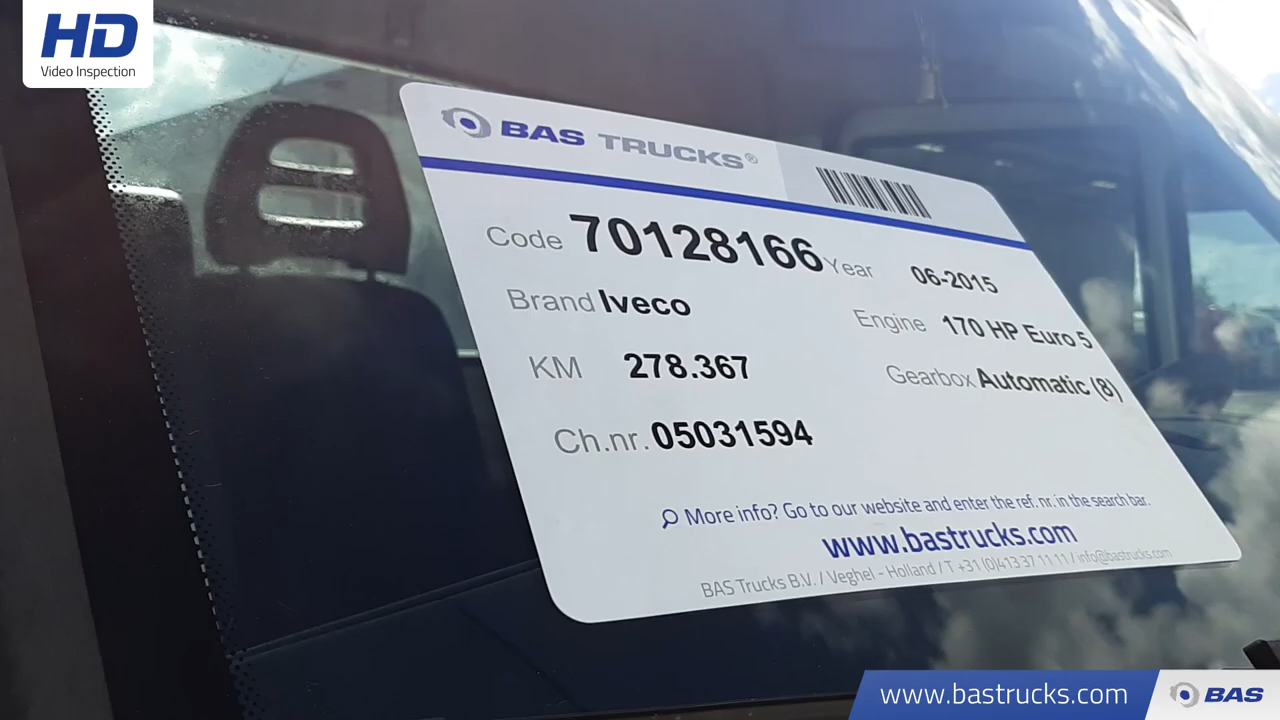 HD
Video Inspection
BAS TRUCKS®
Code 70128166 Year 06-2015
Brand Iveco Engine 170 HP Euro 5
KM 278.367 Gearbox Automatic (8)
Ch.nr. 05031594
More info? Go to our website and enter the ref. nr. in the search bar.
www.bastrucks.com
BAS Trucks B.V. / Veghel - Holland / T +31 (0)413 37 11 11 / info@bastrucks.com
www.bastrucks.com BAS